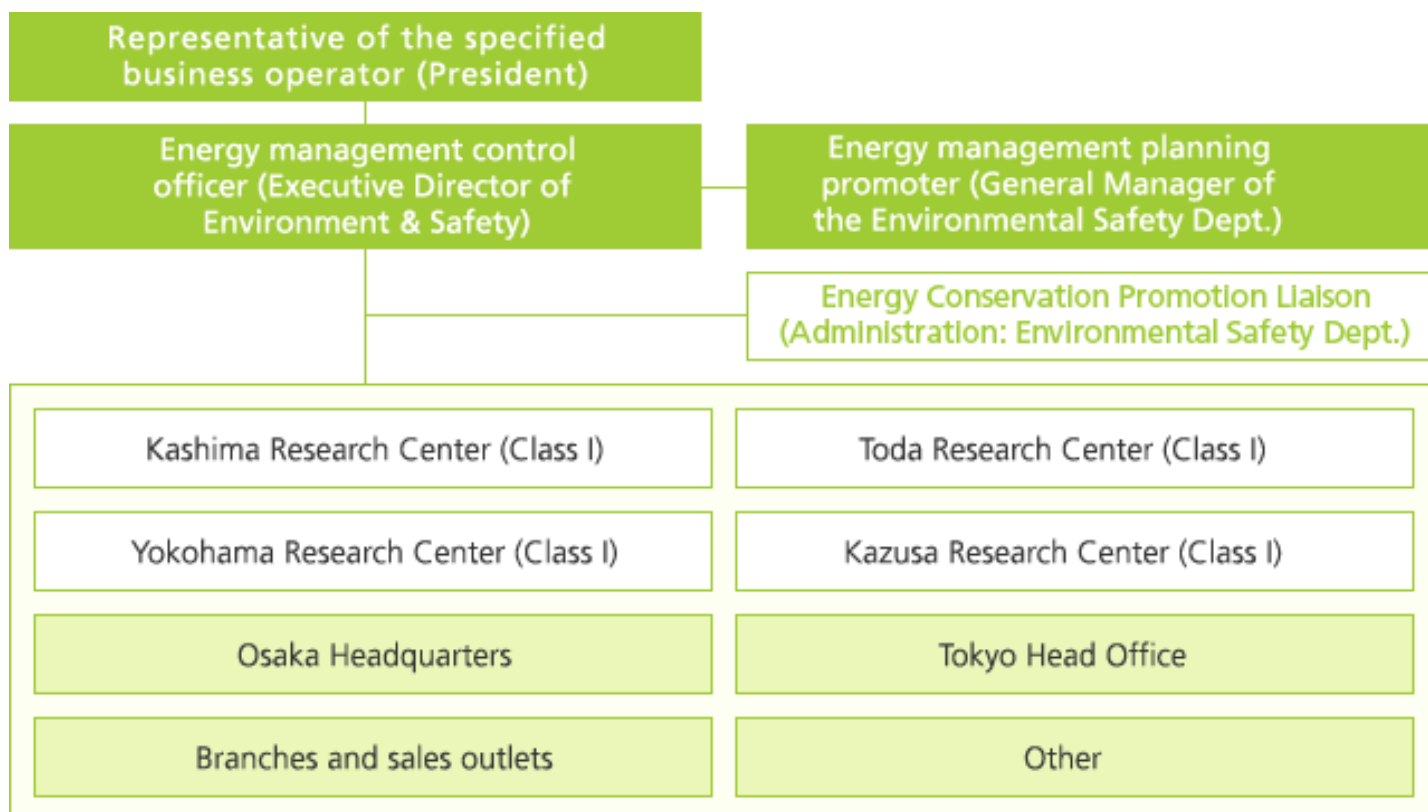 Representative of the specified
business operator (President)
Energy management control
officer (Executive Director of
Environment & Safety)
Energy management planning
promoter (General Manager of
the Environmental Safety Dept.)
Energy Conservation Promotion Liaison
(Administration: Environmental Safety Dept.)
Kashima Research Center (Class I)
Toda Research Center (Class I)
Yokohama Research Center (Class I)
Kazusa Research Center (Class I)
Osaka Headquarters
Tokyo Head Office
Branches and sales outlets
Other